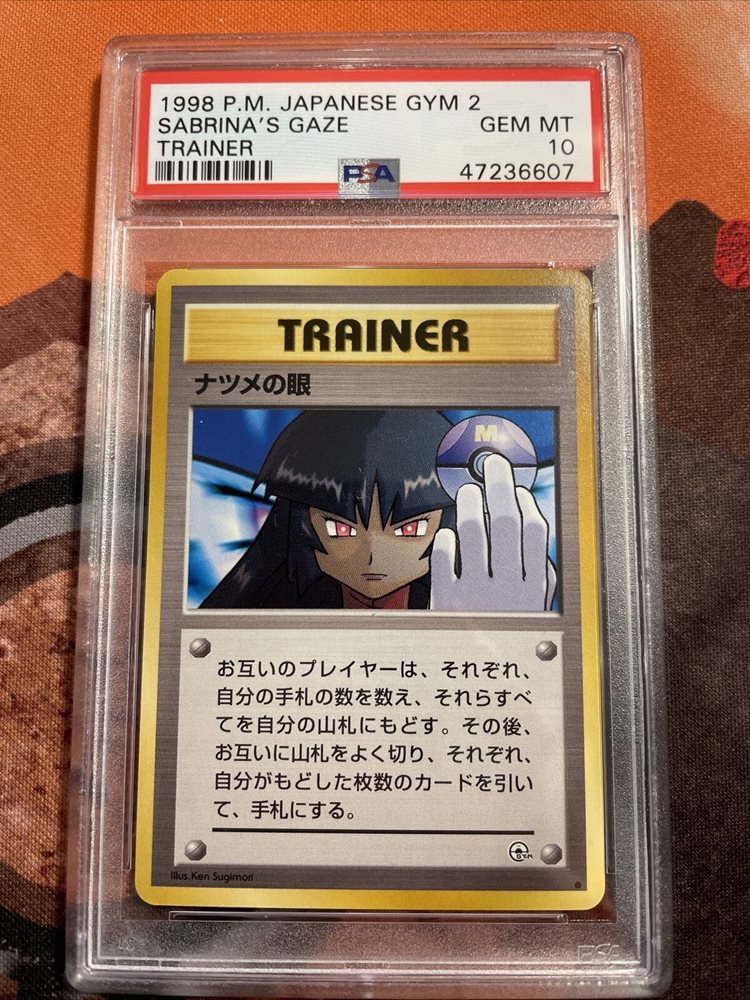 1998 P.M. JAPANESE GYM 2
SABRINA'S GAZE GEM MT
TRAINER 10
PSA 47236607
TRAINER
ナツメの眼
M
お互いのプレイヤーは、それぞれ、
自分の手札の数を数え、それらすべ
てを自分の山札にもどす。その後、
お互いに山札をよく切り、それぞれ、
自分がもどした枚数のカードを引い
て、手札にする。
GYM
Illus.Ken Sugimori